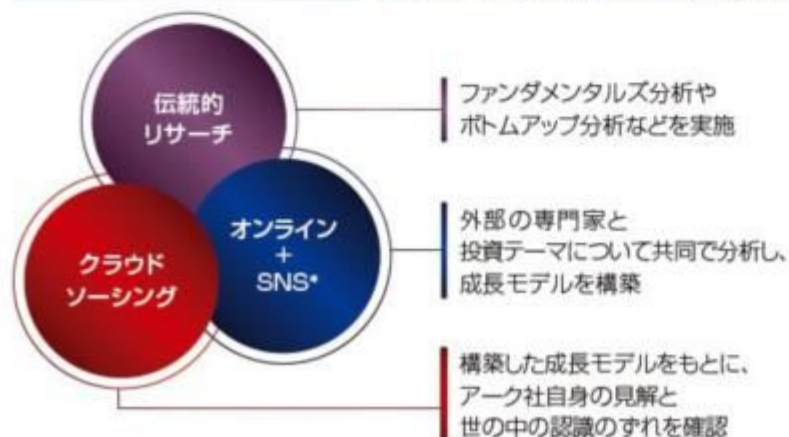 伝統的
リサーチ
ファンダメンタルズ分析や
ボトムアップ分析などを実施
オンライン
+
SNS*
外部の専門家と
投資テーマについて共同で分析し、
成長モデルを構築
クラウド
ソーシング
構築した成長モデルをもとに、
アーク社自身の見解と
世の中の認識のずれを確認